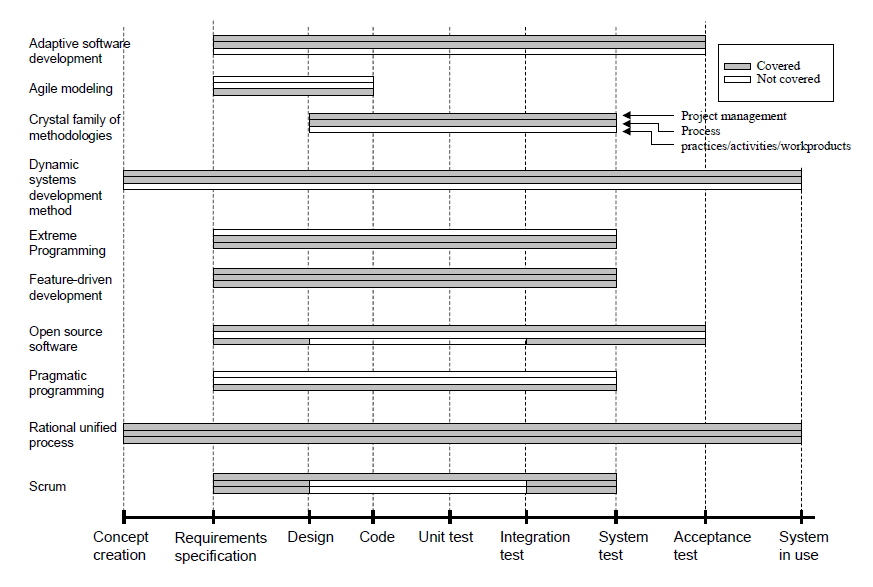 Adaptive software
development
Covered
Not covered
Agile modeling
Crystal family of
methodologies
Project management
Process
practices/activities/workproducts
Dynamic
systems
development
method
Extreme
Programming
Feature-driven
development
Open source
software
Pragmatic
programming
Rational unified
process
Scrum
Concept
creation
Requirements
specification
Design
Code
Unit test
Integration
test
System
test
Acceptance
test
System
in use